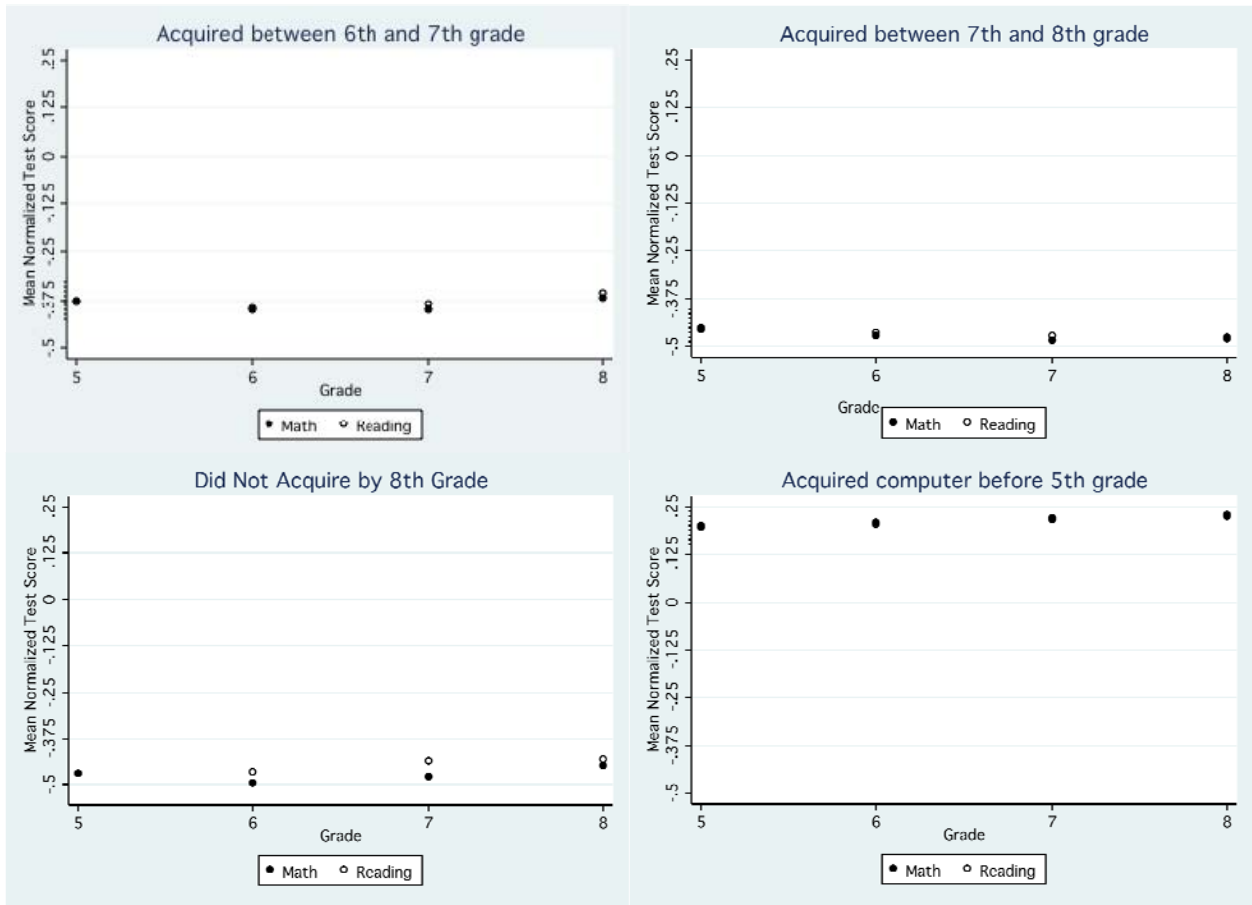 Acquired between 6th and 7th grade
Mean Normalized Test Score
.25
.125
0
-.125
-.25
-.375
-.5
5 6 7 8
Grade
Math Reading
Acquired between 7th and 8th grade
Mean Normalized Test Score
.25
.125
0
-.125
-.25
-.375
-.5
5 6 7 8
Grade
Math Reading
Did Not Acquire by 8th Grade
Mean Normalized Test Score
.25
.125
0
-.125
-.25
-.375
-.5
5 6 7 8
Grade
Math Reading
Acquired computer before 5th grade
Mean Normalized Test Score
.25
.125
0
-.125
-.25
-.375
-.5
5 6 7 8
Grade
Math Reading